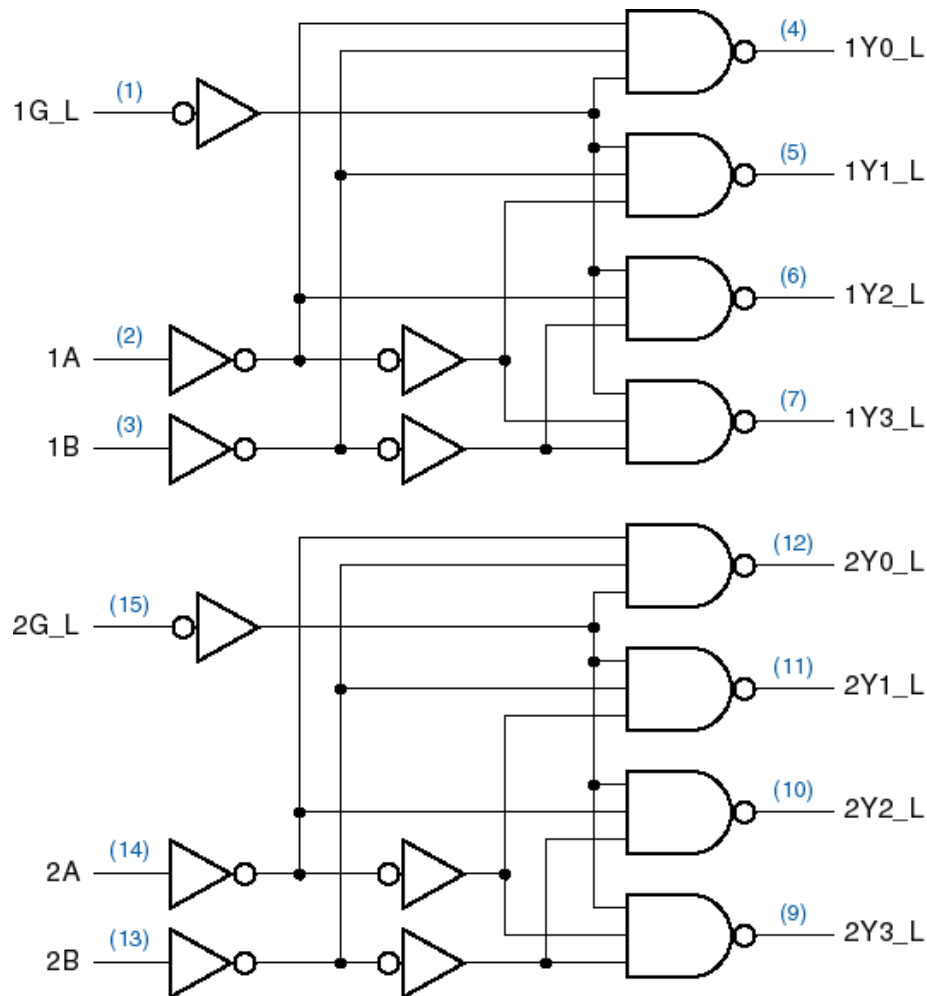 (4)
1Y0_L
(1)
1G_L
(5)
1Y1_L
(6)
1Y2_L
(2)
1A
(7)
1Y3_L
(3)
1B
(12)
2Y0_L
(15)
2G_L
(11)
2Y1_L
(10)
2Y2_L
(14)
2A
(9)
2Y3_L
(13)
2B